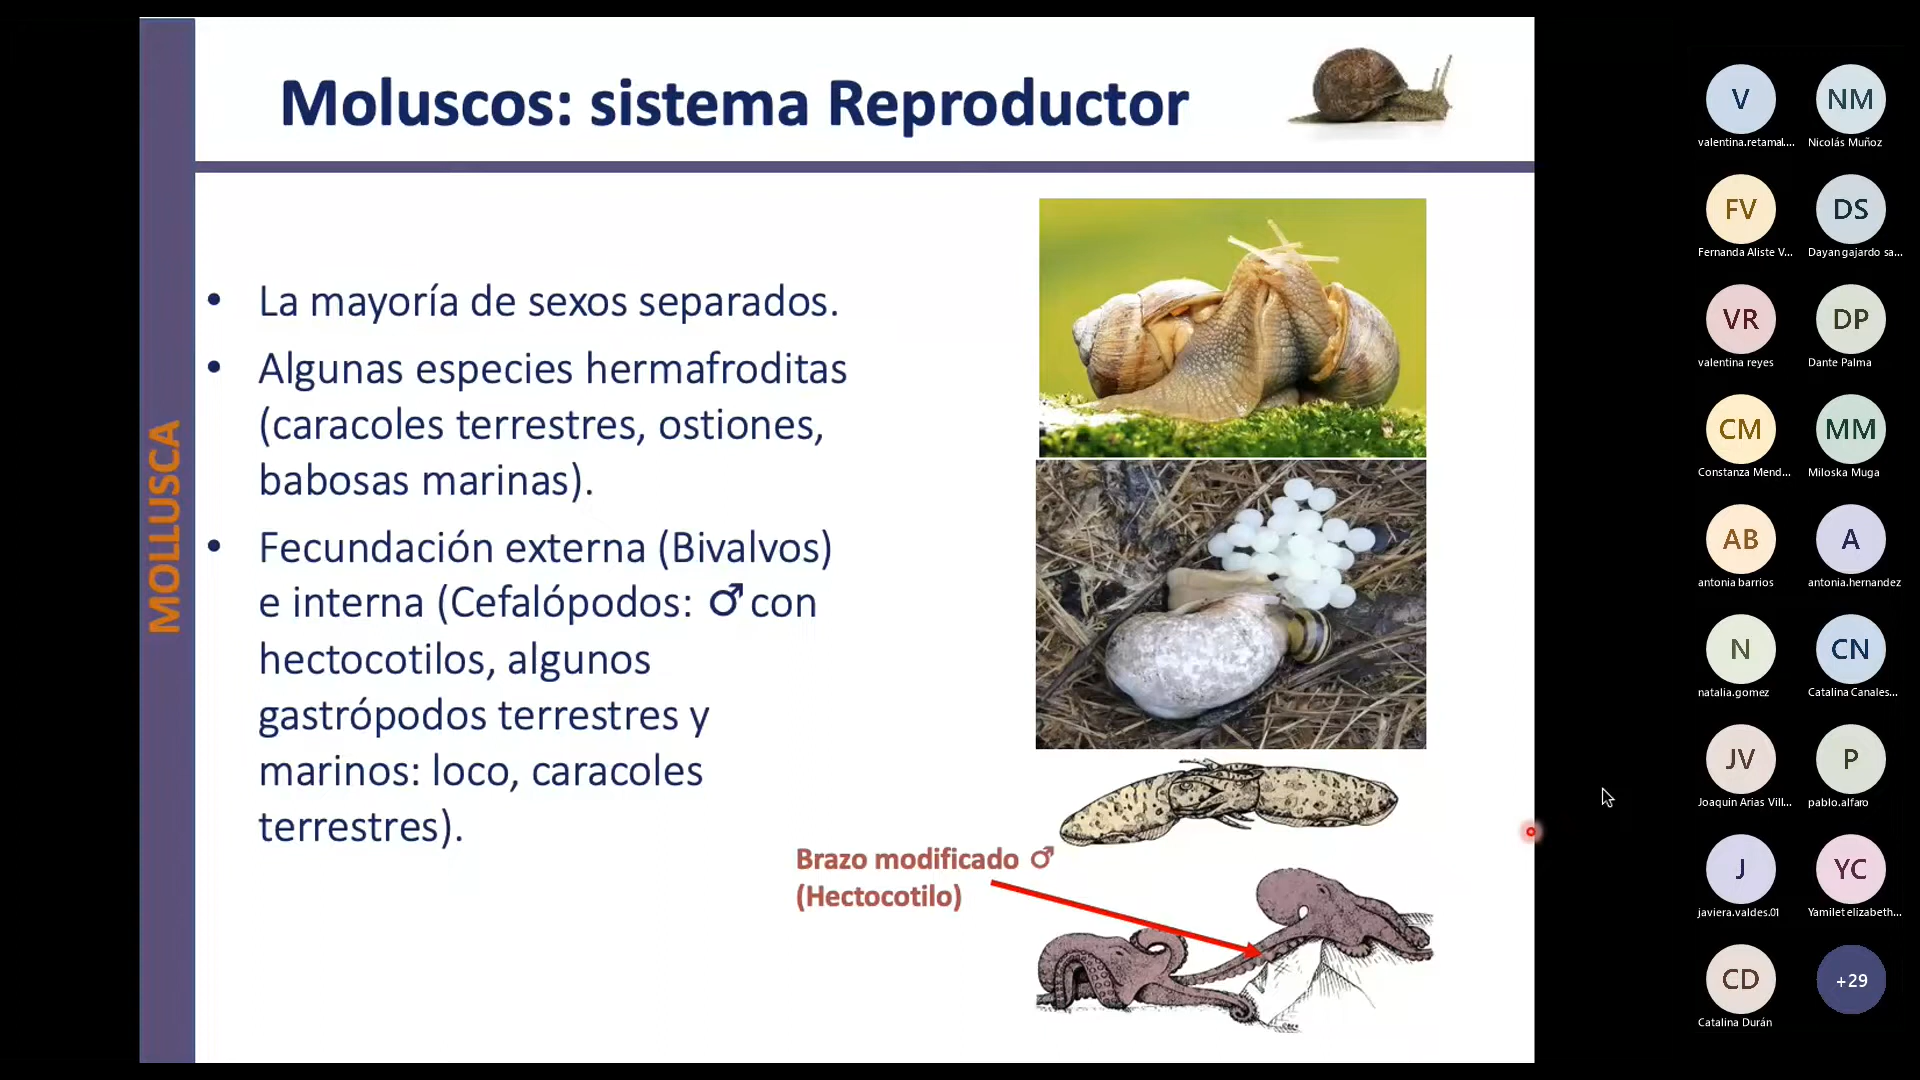 Moluscos: sistema Reproductor
MOLLUSCA
• La mayoría de sexos separados.
• Algunas especies hermafroditas
(caracoles terrestres, ostiones,
babosas marinas).
• Fecundación externa (Bivalvos)
e interna (Cefalópodos: ♂ con
hectocotilos, algunos
gastrópodos terrestres y
marinos: loco, caracoles
terrestres).
Brazo modificado ♂
(Hectocotilo)
V
valentina.retamal....
NM
Nicolás Muñoz
FV
Fernanda Aliste V...
DS
Dayan gajardo sa...
VR
valentina reyes
DP
Dante Palma
CM
Constanza Mend...
MM
Miloska Muga
AB
antonia barrios
A
antonia.hernandez
N
natalia.gomez
CN
Catalina Canales...
JV
Joaquin Arias Vill...
P
pablo.alfaro
J
javiera.valdes.01
YC
Yamilet elizabeth...
CD
Catalina Durán
+29